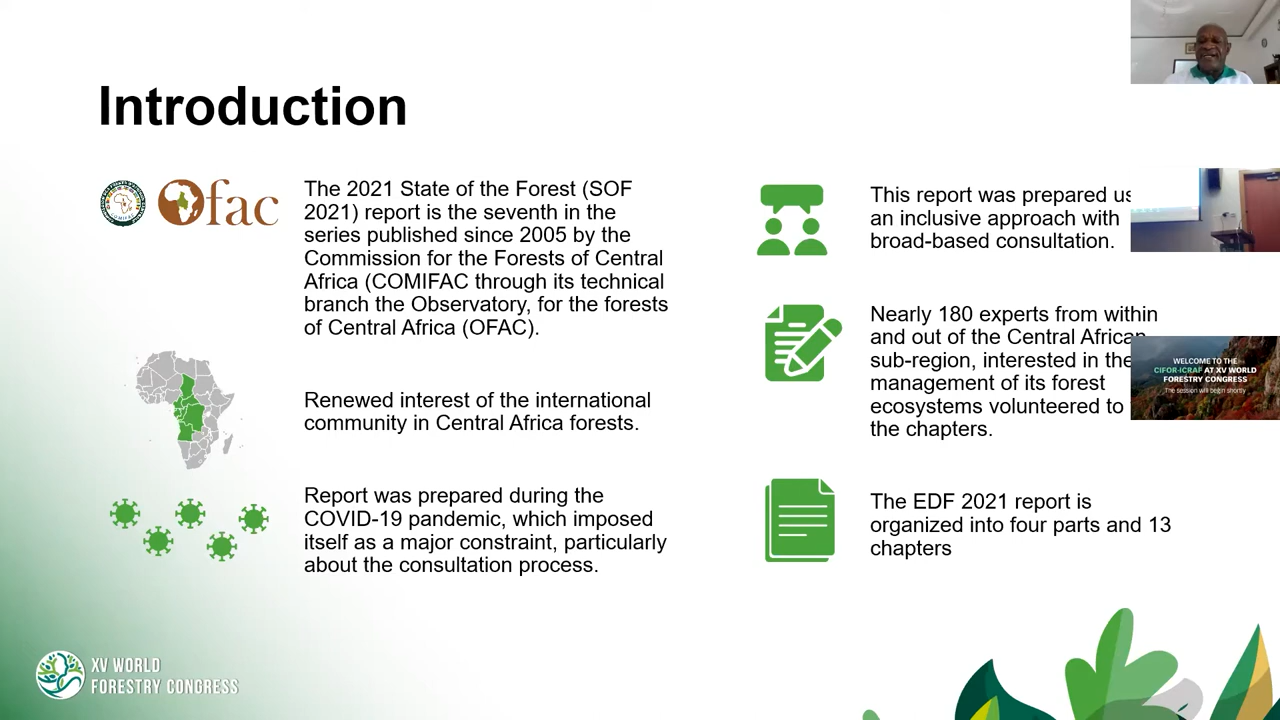 Introduction
COMIFAC
Ofac
The 2021 State of the Forest (SOF
2021) report is the seventh in the
series published since 2005 by the
Commission for the Forests of Central
Africa (COMIFAC through its technical
branch the Observatory, for the forests
of Central Africa (OFAC).
Renewed interest of the international
community in Central Africa forests.
Report was prepared during the
COVID-19 pandemic, which imposed
itself as a major constraint, particularly
about the consultation process.
This report was prepared us
an inclusive approach with
broad-based consultation.
Nearly 180 experts from within
and out of the Central African
sub-region, interested in the
management of its forest
ecosystems volunteered to
the chapters.
The EDF 2021 report is
organized into four parts and 13
chapters
WELCOME TO THE
CIFOR-ICRAF AT XV WORLD
FORESTRY CONGRESS
The session will begin shortly
XV WORLD
FORESTRY CONGRESS